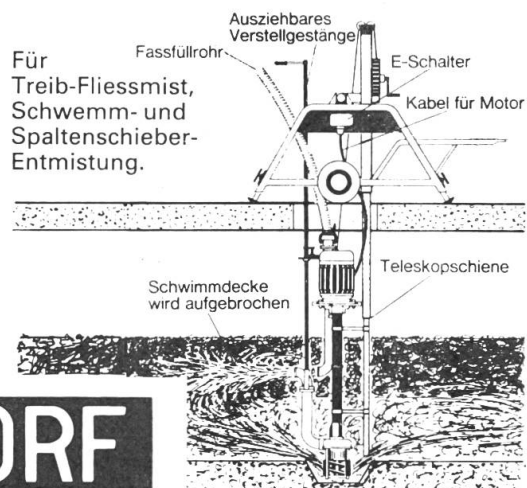 Für
Treib-Fliessmist,
Schwemm- und
Spaltenschieber-
Entmistung.
Fassfüllrohr
Ausziehbares
Verstellgestänge
E-Schalter
Kabel für Motor
Teleskopschiene
Schwimmdecke
wird aufgebrochen
ORF